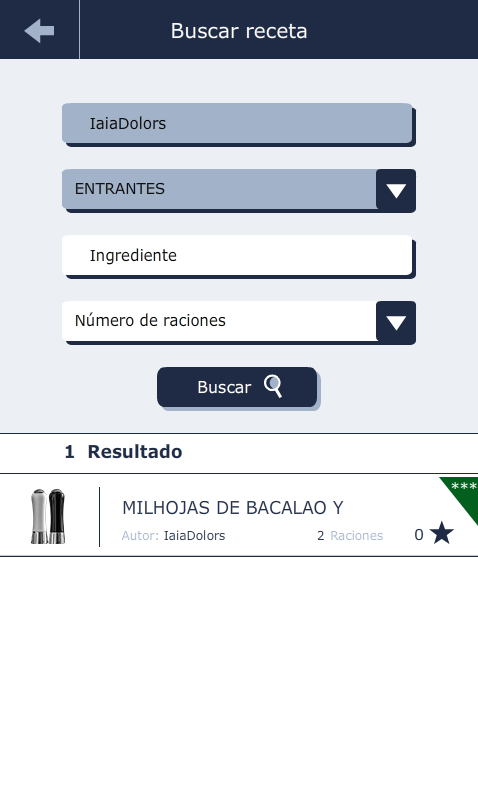 Buscar receta
IaiaDolors
ENTRANTES
Ingrediente
Número de raciones
Buscar
1 Resultado
***
MILHOJAS DE BACALAO Y
Autor: IaiaDolors 2 Raciones 0